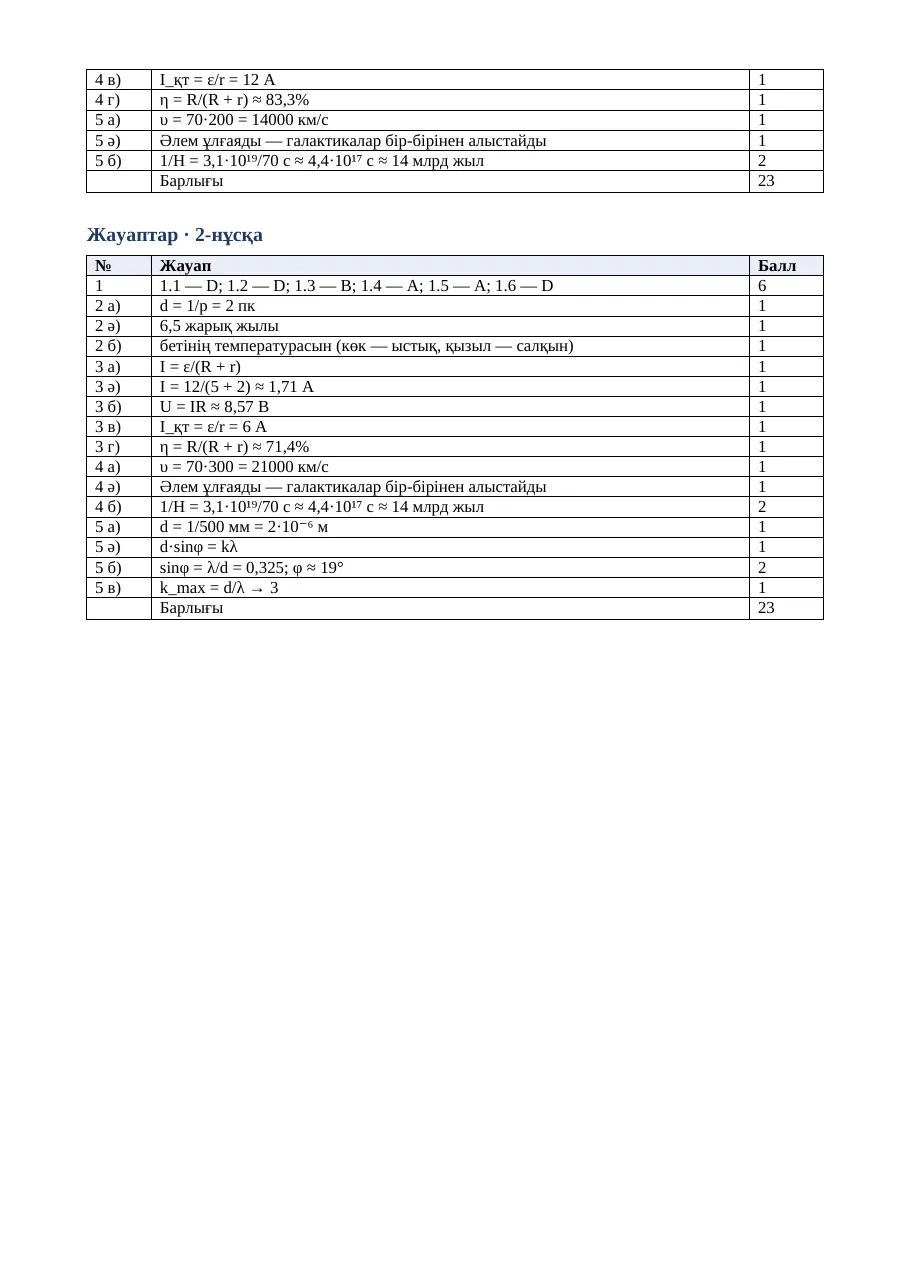 4 в) I_қт = ε/r = 12 А 1
4 г) η = R/(R + r) ≈ 83,3% 1
5 а) υ = 70·200 = 14000 км/с 1
5 ә) Әлем ұлғаяды — галактикалар бір-бірінен алыстайды 1
5 б) 1/H = 3,1·10¹⁹/70 с ≈ 4,4·10¹⁷ с ≈ 14 млрд жыл 2
Барлығы 23
Жауаптар · 2-нұсқа
№ Жауап Балл
1 1.1 — D; 1.2 — D; 1.3 — B; 1.4 — A; 1.5 — A; 1.6 — D 6
2 а) d = 1/p = 2 пк 1
2 ә) 6,5 жарық жылы 1
2 б) бетінің температурасын (көк — ыстық, қызыл — салқын) 1
3 а) I = ε/(R + r) 1
3 ә) I = 12/(5 + 2) ≈ 1,71 А 1
3 б) U = IR ≈ 8,57 В 1
3 в) I_қт = ε/r = 6 А 1
3 г) η = R/(R + r) ≈ 71,4% 1
4 а) υ = 70·300 = 21000 км/с 1
4 ә) Әлем ұлғаяды — галактикалар бір-бірінен алыстайды 1
4 б) 1/H = 3,1·10¹⁹/70 с ≈ 4,4·10¹⁷ с ≈ 14 млрд жыл 2
5 а) d = 1/500 мм = 2·10⁻⁶ м 1
5 ә) d·sinφ = kλ 1
5 б) sinφ = λ/d = 0,325; φ ≈ 19° 2
5 в) k_max = d/λ → 3 1
Барлығы 23